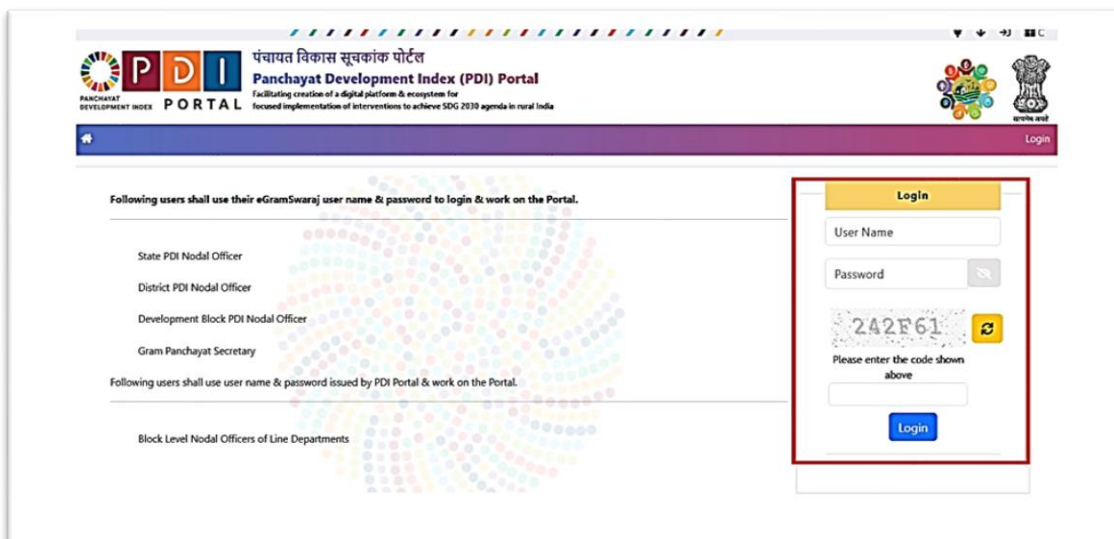 पंचायत विकास सूचकांक पोर्टल
PDI
Panchayat Development Index (PDI) Portal
Facilitating creation of a digital platform & ecosystem for
PANCHAYAT
DEVELOPMENT INDEX PORTAL
focused implementation of interventions to achieve SDG 2030 agenda in rural India
सत्यमेव जयते
Login
Following users shall use their eGramSwaraj user name & password to login & work on the Portal.
State PDI Nodal Officer
District PDI Nodal Officer
Development Block PDI Nodal Officer
Gram Panchayat Secretary
Following users shall use user name & password issued by PDI Portal & work on the Portal.
Block Level Nodal Officers of Line Departments
Login
User Name
Password
242F61
Please enter the code shown
above
Login